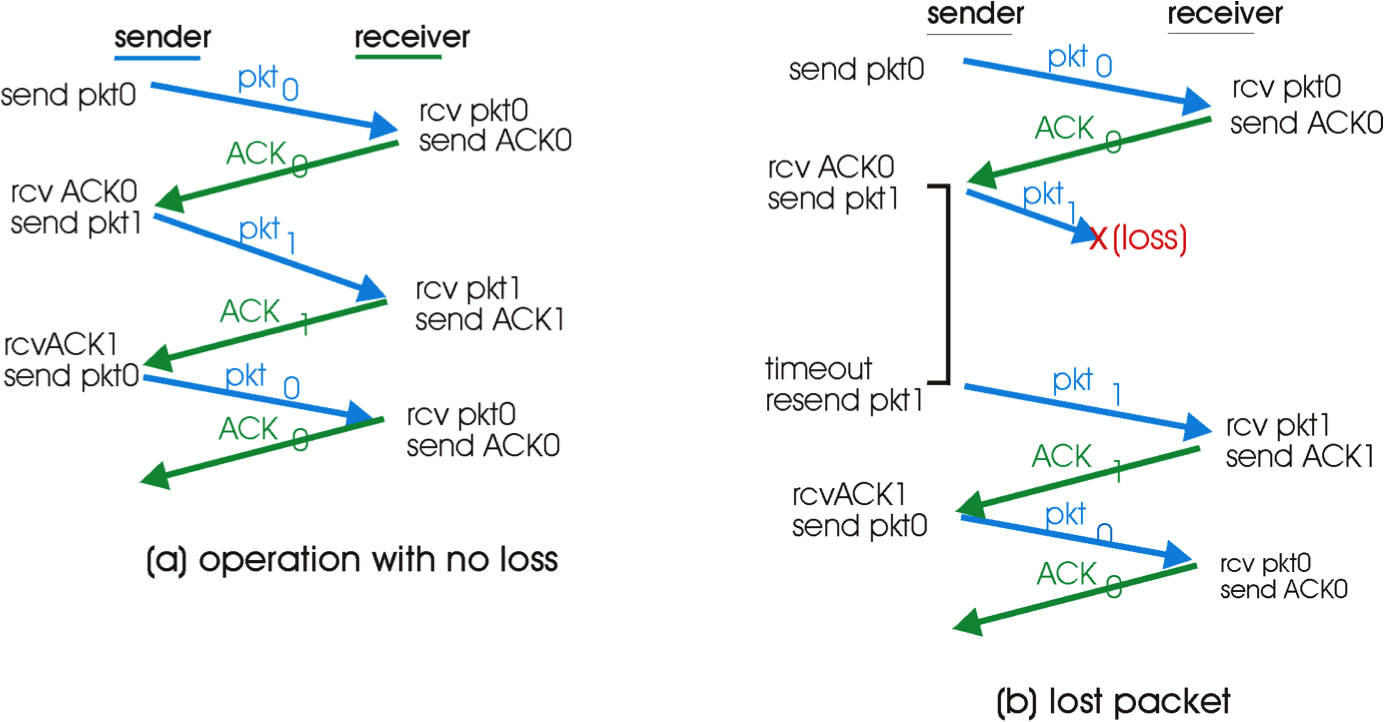 sender receiver
send pkt0
pkt 0
rcv pkt0
send ACK0
ACK 0
rcv ACK0
send pkt1
pkt 1
rcv pkt1
send ACK1
ACK 1
rcvACK1
send pkt0
pkt 0
rcv pkt0
send ACK0
ACK 0
(a) operation with no loss
sender receiver
send pkt0
pkt 0
rcv pkt0
send ACK0
ACK 0
rcv ACK0
send pkt1
pkt 1
X (loss)
timeout
resend pkt1
pkt 1
rcv pkt1
send ACK1
ACK 1
rcvACK1
send pkt0
pkt 0
rcv pkt0
send ACK0
ACK 0
(b) lost packet